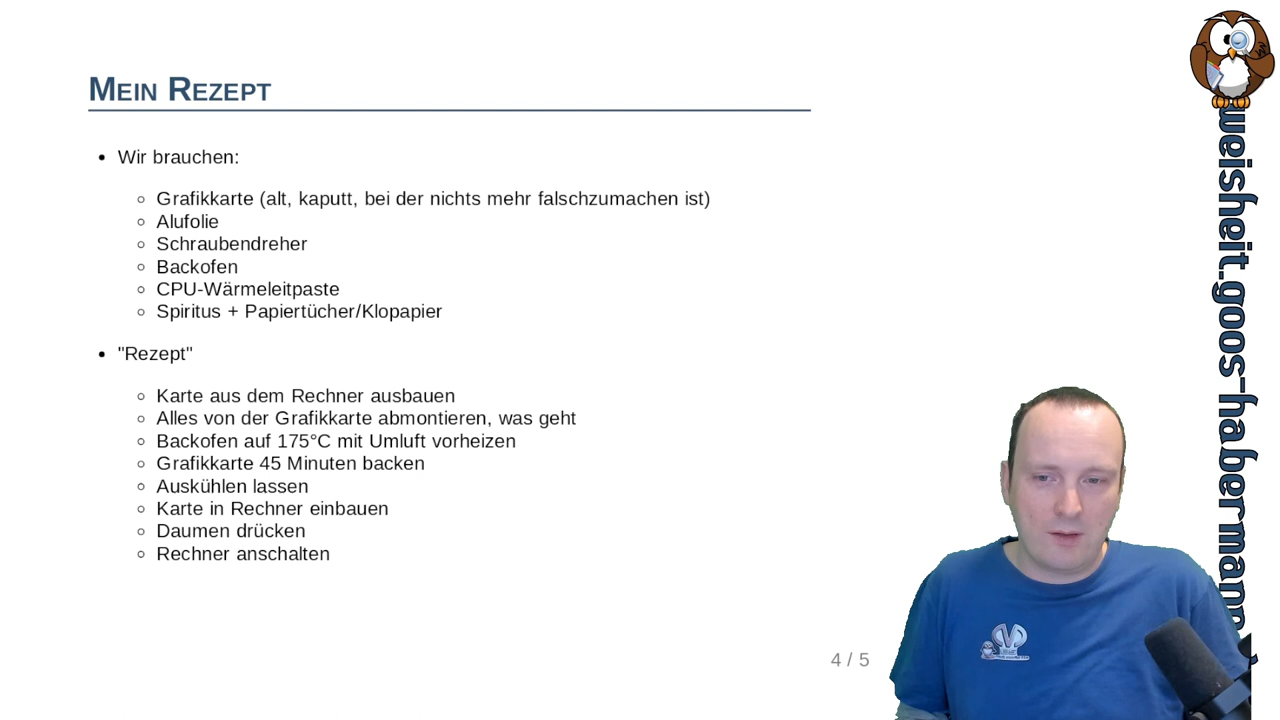 Mein Rezept
• Wir brauchen:
◦ Grafikkarte (alt, kaputt, bei der nichts mehr falschzumachen ist)
◦ Alufolie
◦ Schraubendreher
◦ Backofen
◦ CPU-Wärmeleitpaste
◦ Spiritus + Papiertücher/Klopapier
• "Rezept"
◦ Karte aus dem Rechner ausbauen
◦ Alles von der Grafikkarte abmontieren, was geht
◦ Backofen auf 175°C mit Umluft vorheizen
◦ Grafikkarte 45 Minuten backen
◦ Auskühlen lassen
◦ Karte in Rechner einbauen
◦ Daumen drücken
◦ Rechner anschalten
4 / 5
weisheit.goos-habermann